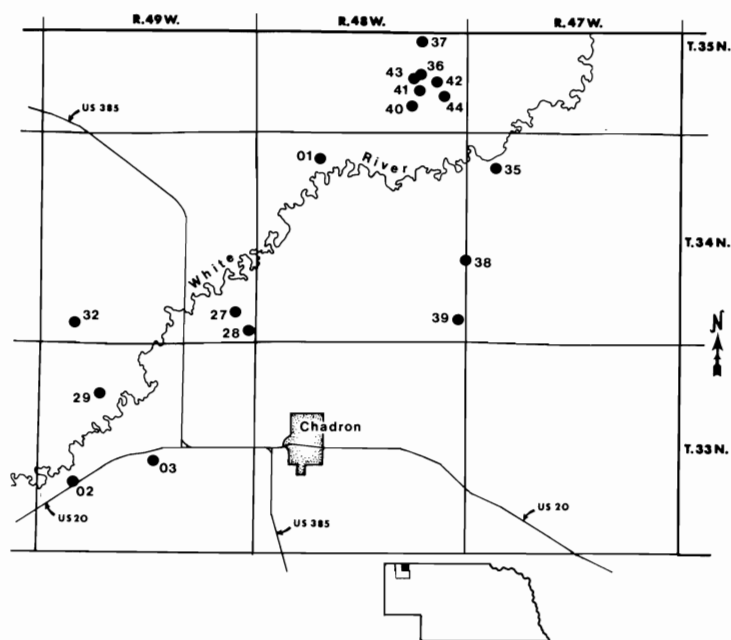 R.49W. R.48W. R.47W.
T.35N.
37
36
43
42
41
40
44
US 385
01
River
35
T.34N.
38
White
27
39
32
28
N
29
Chadron
T.33N.
03
02
US 20
US 20
US 385